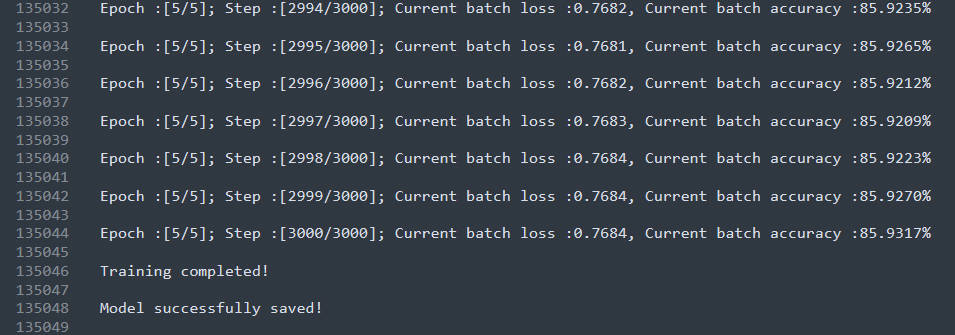 135032 Epoch :[5/5]; Step :[2994/3000]; Current batch loss :0.7682, Current batch accuracy :85.9235%
135033
135034 Epoch :[5/5]; Step :[2995/3000]; Current batch loss :0.7681, Current batch accuracy :85.9265%
135035
135036 Epoch :[5/5]; Step :[2996/3000]; Current batch loss :0.7682, Current batch accuracy :85.9212%
135037
135038 Epoch :[5/5]; Step :[2997/3000]; Current batch loss :0.7683, Current batch accuracy :85.9209%
135039
135040 Epoch :[5/5]; Step :[2998/3000]; Current batch loss :0.7684, Current batch accuracy :85.9223%
135041
135042 Epoch :[5/5]; Step :[2999/3000]; Current batch loss :0.7684, Current batch accuracy :85.9270%
135043
135044 Epoch :[5/5]; Step :[3000/3000]; Current batch loss :0.7684, Current batch accuracy :85.9317%
135045
135046 Training completed!
135047
135048 Model successfully saved!
135049